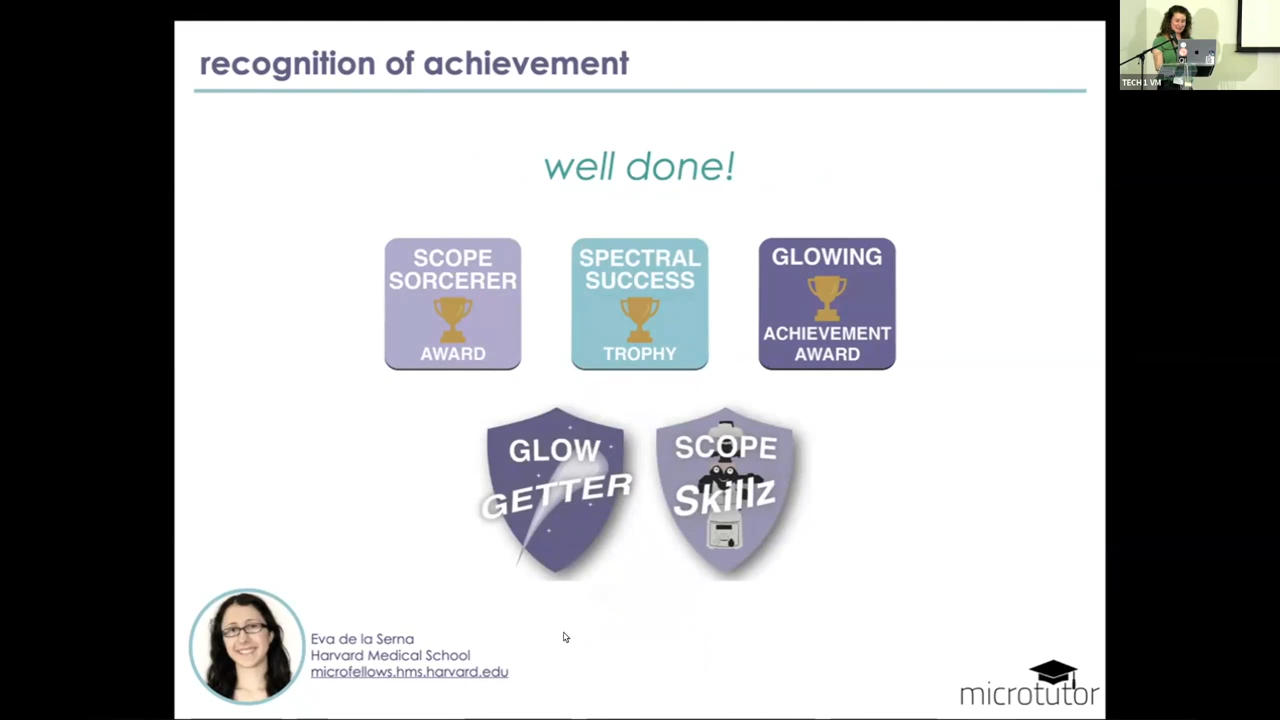 recognition of achievement
well done!
SCOPE
SORCERER
AWARD
SPECTRAL
SUCCESS
TROPHY
GLOWING
ACHIEVEMENT
AWARD
GLOW
GETTER
SCOPE
Skillz
Eva de la Serna
Harvard Medical School
microfellows.hms.harvard.edu
microtutor
TECH 1 VM